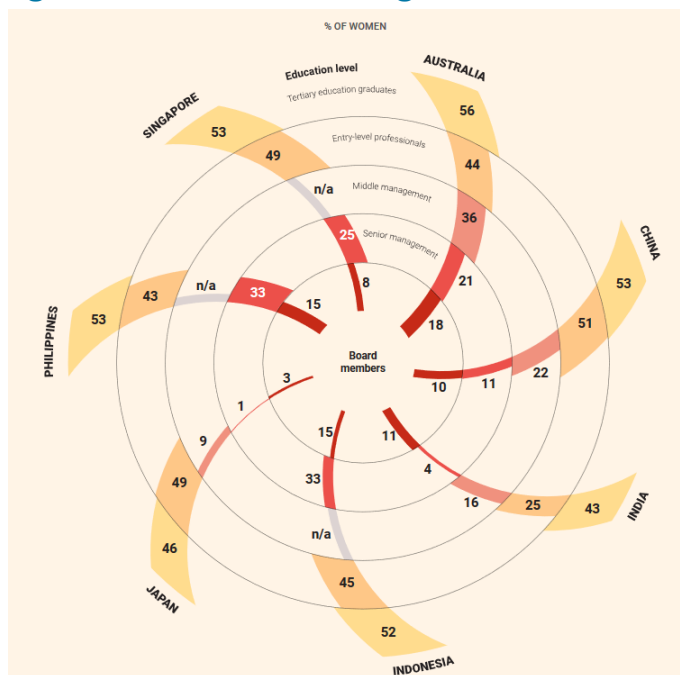 % OF WOMEN
Education level
Tertiary education graduates
Entry-level professionals
Middle management
Senior management
Board
members
AUSTRALIA
56
44
36
21
18
CHINA
53
51
22
11
10
INDIA
43
25
16
4
11
INDONESIA
52
45
n/a
33
15
JAPAN
46
49
9
1
3
PHILIPPINES
53
43
n/a
33
15
SINGAPORE
53
49
n/a
25
8